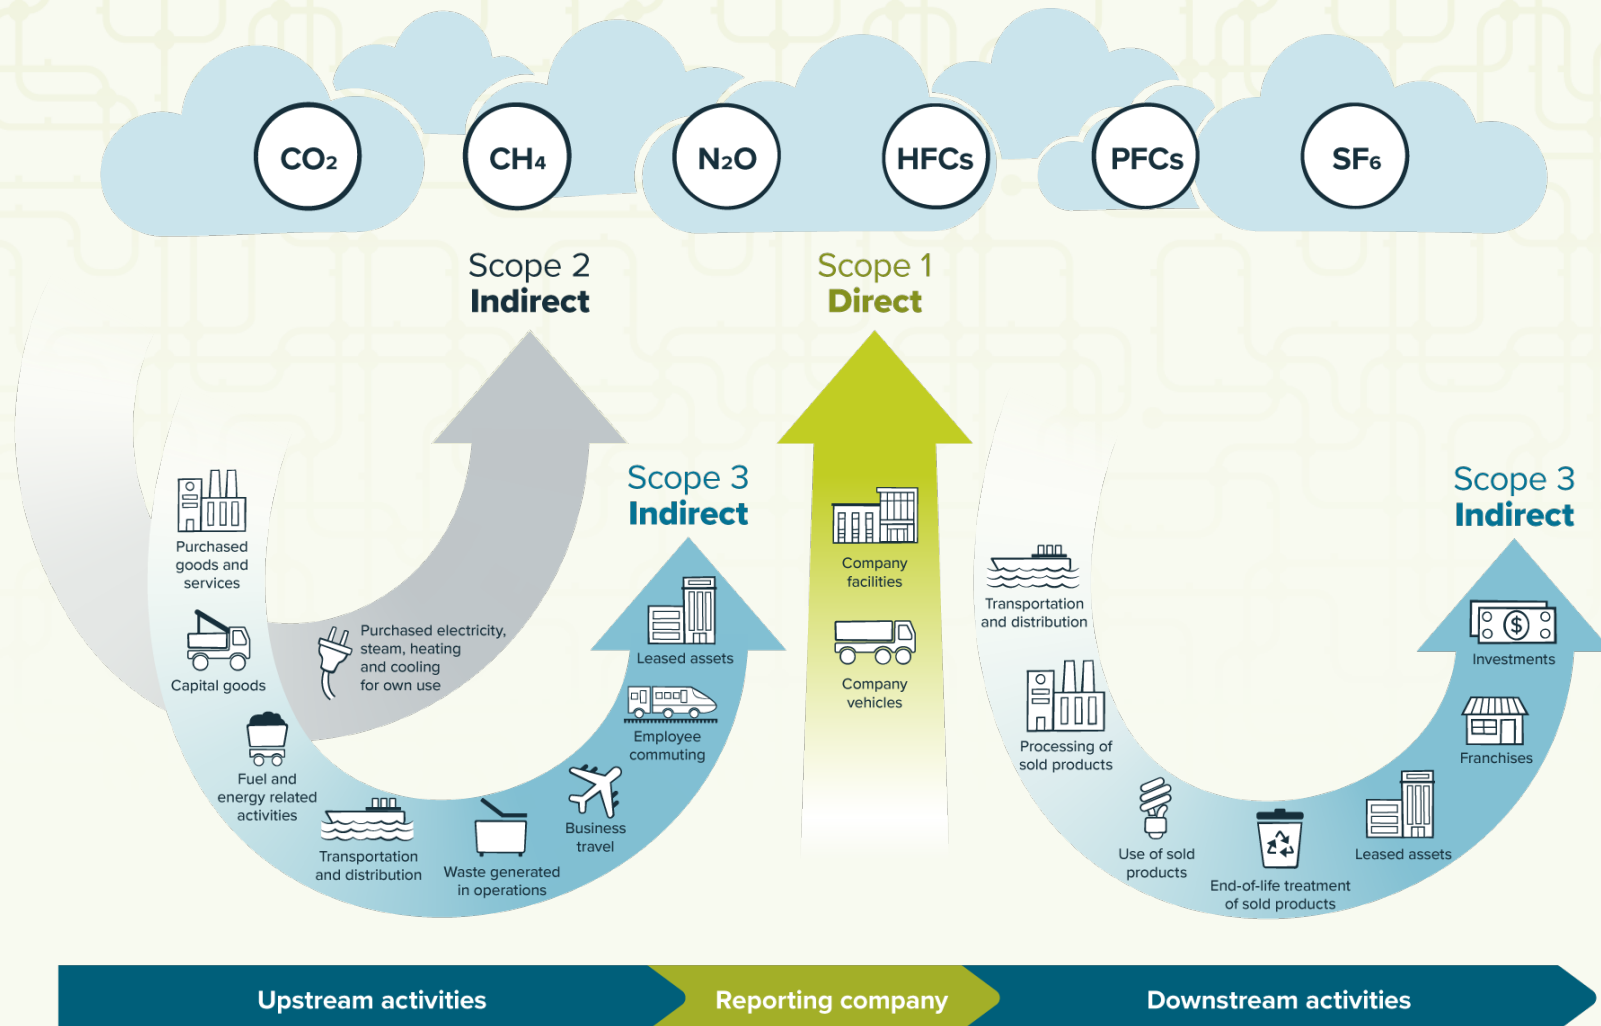 CO₂
CH₄
N₂O
HFCs
PFCs
SF₆
Scope 2
Indirect
Scope 1
Direct
Scope 3
Indirect
Scope 3
Indirect
Purchased
goods and
services
Capital goods
Fuel and
energy related
activities
Transportation
and distribution
Waste generated
in operations
Business
travel
Employee
commuting
Leased assets
Purchased electricity,
steam, heating
and cooling
for own use
Company
facilities
Company
vehicles
Transportation
and distribution
Processing of
sold products
Use of sold
products
End-of-life treatment
of sold products
Leased assets
Franchises
Investments
$
Upstream activities
Reporting company
Downstream activities